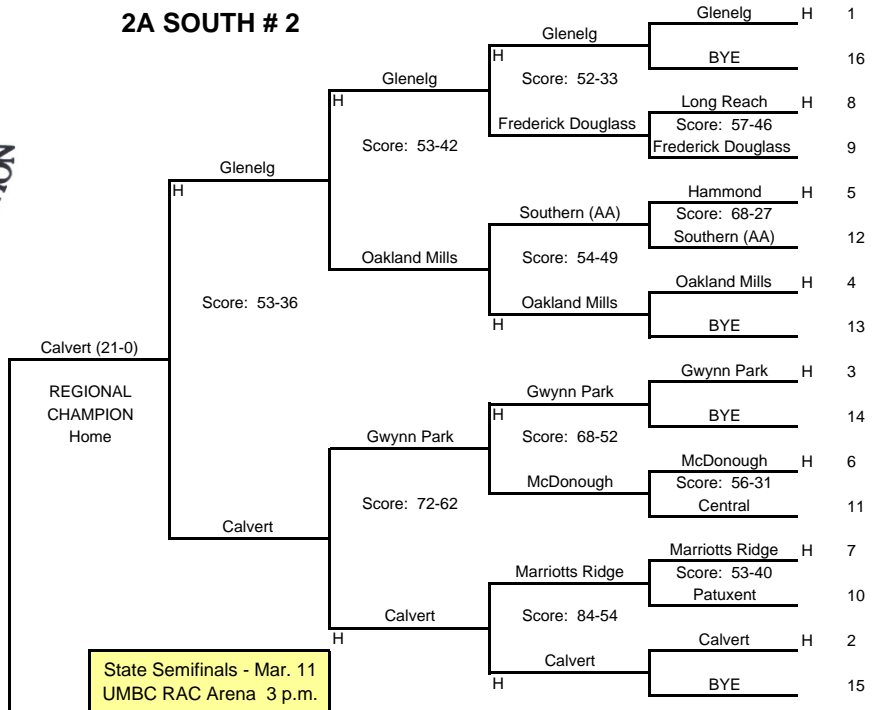 2A SOUTH # 2
Glenelg H 1
Glenelg
H
BYE 16
Score: 52-33
Glenelg
H
Long Reach H 8
Frederick Douglass
Score: 57-46
Frederick Douglass 9
Score: 53-42
Glenelg
H
Hammond H 5
Southern (AA)
Score: 68-27
Southern (AA) 12
Oakland Mills
Score: 54-49
Oakland Mills H 4
Oakland Mills
H
BYE 13
Score: 53-36
Calvert (21-0)
REGIONAL
CHAMPION
Home
Gwynn Park H 3
Gwynn Park
H
BYE 14
Score: 68-52
Gwynn Park
McDonough H 6
McDonough
Score: 56-31
Central 11
Score: 72-62
Calvert
Marriotts Ridge H 7
Marriotts Ridge
Score: 53-40
Patuxent 10
Calvert
H
Score: 84-54
Calvert H 2
Calvert
H
BYE 15
State Semifinals - Mar. 11
UMBC RAC Arena 3 p.m.